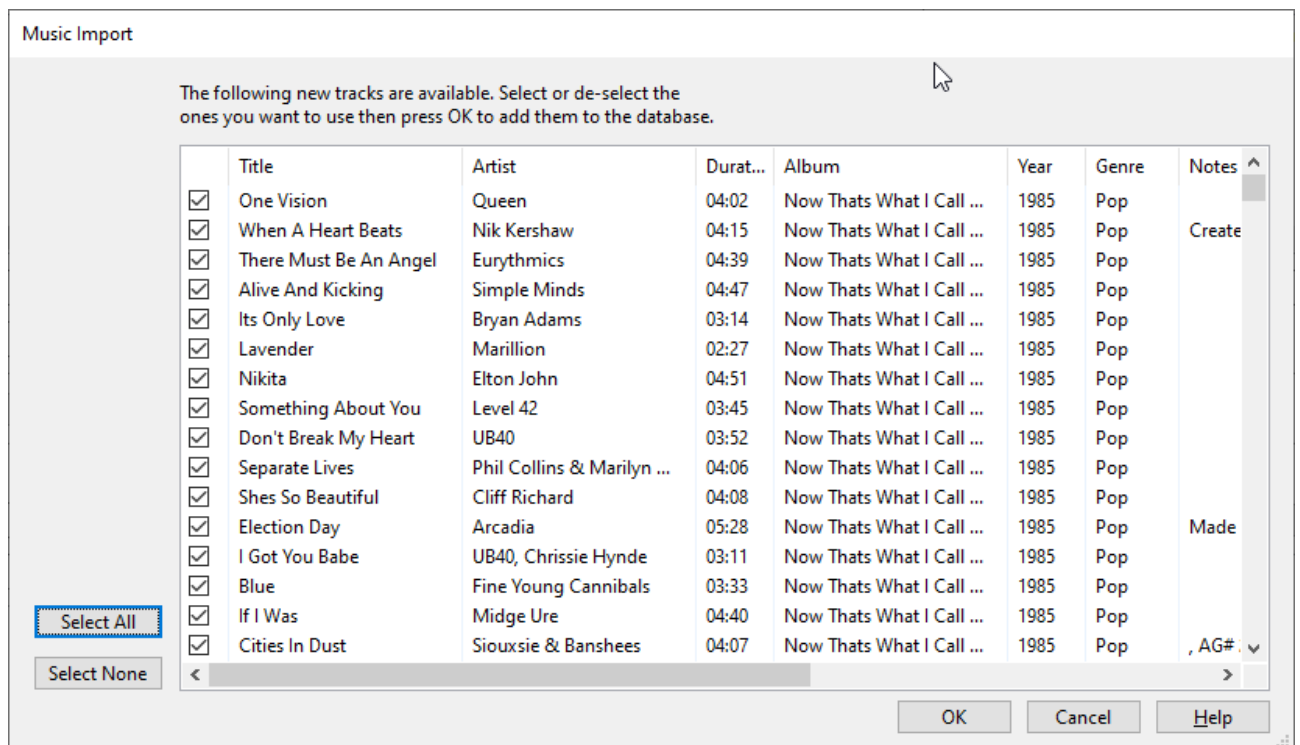 Music Import
The following new tracks are available. Select or de-select the
ones you want to use then press OK to add them to the database.
Title Artist Durat... Album Year Genre Notes
One Vision Queen 04:02 Now Thats What I Call ... 1985 Pop
When A Heart Beats Nik Kershaw 04:15 Now Thats What I Call ... 1985 Pop Create
There Must Be An Angel Eurythmics 04:39 Now Thats What I Call ... 1985 Pop
Alive And Kicking Simple Minds 04:47 Now Thats What I Call ... 1985 Pop
Its Only Love Bryan Adams 03:14 Now Thats What I Call ... 1985 Pop
Lavender Marillion 02:27 Now Thats What I Call ... 1985 Pop
Nikita Elton John 04:51 Now Thats What I Call ... 1985 Pop
Something About You Level 42 03:45 Now Thats What I Call ... 1985 Pop
Don't Break My Heart UB40 03:52 Now Thats What I Call ... 1985 Pop
Separate Lives Phil Collins & Marilyn ... 04:06 Now Thats What I Call ... 1985 Pop
Shes So Beautiful Cliff Richard 04:08 Now Thats What I Call ... 1985 Pop
Election Day Arcadia 05:28 Now Thats What I Call ... 1985 Pop Made
I Got You Babe UB40, Chrissie Hynde 03:11 Now Thats What I Call ... 1985 Pop
Blue Fine Young Cannibals 03:33 Now Thats What I Call ... 1985 Pop
If I Was Midge Ure 04:40 Now Thats What I Call ... 1985 Pop
Cities In Dust Siouxsie & Banshees 04:07 Now Thats What I Call ... 1985 Pop , AG#
Select All
Select None
OK Cancel Help